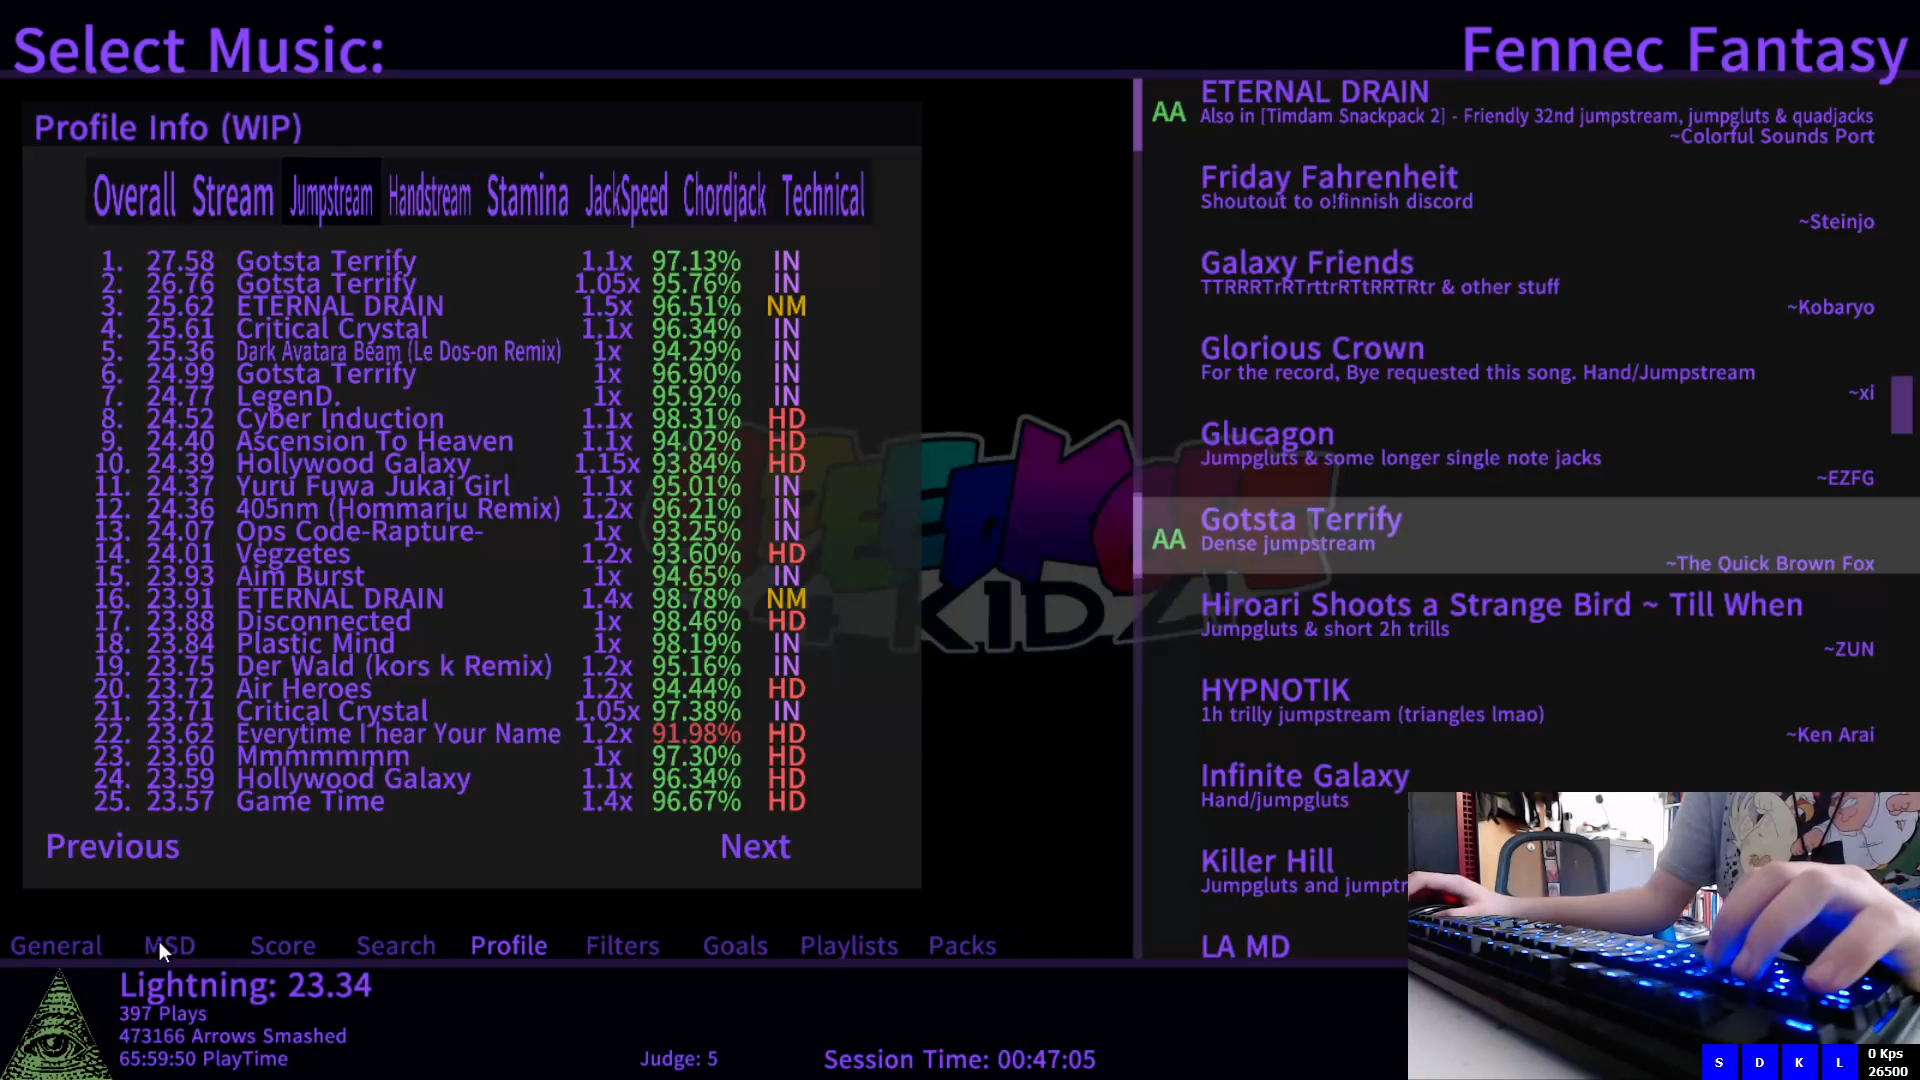 Select Music:
Fennec Fantasy
Profile Info (WIP)
Overall Stream Jumpstream Handstream Stamina JackSpeed Chordjack Technical
1. 27.58 Gotsta Terrify 1.1x 97.13% IN
2. 26.76 Gotsta Terrify 1.05x 95.76% IN
3. 25.62 ETERNAL DRAIN 1.5x 96.51% NM
4. 25.61 Critical Crystal 1.1x 96.34% IN
5. 25.36 Dark Avatara Beam (Le Dos-on Remix) 1x 94.29% IN
6. 24.99 Gotsta Terrify 1x 96.90% IN
7. 24.77 LegenD. 1x 95.92% IN
8. 24.52 Cyber Induction 1.1x 98.31% HD
9. 24.40 Ascension To Heaven 1.1x 94.02% HD
10. 24.39 Hollywood Galaxy 1.15x 93.84% HD
11. 24.37 Yuru Fuwa Jukai Girl 1.1x 95.01% IN
12. 24.36 405nm (Hommarju Remix) 1.2x 96.21% IN
13. 24.07 Ops Code-Rapture- 1x 93.25% IN
14. 24.01 Vegzetes 1.2x 93.60% HD
15. 23.93 Aim Burst 1x 94.65% IN
16. 23.91 ETERNAL DRAIN 1.4x 98.78% NM
17. 23.88 Disconnected 1x 98.46% HD
18. 23.84 Plastic Mind 1x 98.19% IN
19. 23.75 Der Wald (kors k Remix) 1.2x 95.16% IN
20. 23.72 Air Heroes 1.2x 94.44% HD
21. 23.71 Critical Crystal 1.05x 97.38% IN
22. 23.62 Everytime I hear Your Name 1.2x 91.98% HD
23. 23.60 Mmmmmmm 1x 97.30% HD
24. 23.59 Hollywood Galaxy 1.1x 96.34% HD
25. 23.57 Game Time 1.4x 96.67% HD
Previous Next
AA ETERNAL DRAIN
Also in [Timdam Snackpack 2] - Friendly 32nd jumpstream, jumpgluts & quadjacks
~Colorful Sounds Port
Friday Fahrenheit
Shoutout to o!finnish discord
~Steinjo
Galaxy Friends
TTRRRTrRTrttrRTtRRTRtr & other stuff
~Kobaryo
Glorious Crown
For the record, Bye requested this song. Hand/Jumpstream
~xi
Glucagon
Jumpgluts & some longer single note jacks
~EZFG
AA Gotsta Terrify
Dense jumpstream
~The Quick Brown Fox
Hiroari Shoots a Strange Bird ~ Till When
Jumpgluts & short 2h trills
~ZUN
HYPNOTIK
1h trilly jumpstream (triangles lmao)
~Ken Arai
Infinite Galaxy
Hand/jumpgluts
Killer Hill
Jumpgluts and jumptr
LA MD
KIDZ
General MSD Score Search Profile Filters Goals Playlists Packs
Lightning: 23.34
397 Plays
473166 Arrows Smashed
65:59:50 PlayTime
Judge: 5
Session Time: 00:47:05
S D K L
0 Kps
26500